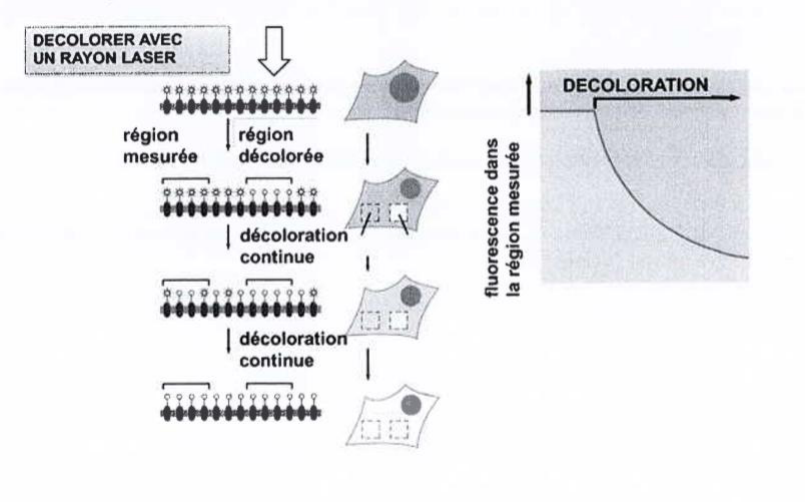 DECOLORER AVEC
UN RAYON LASER
région
mesurée
région
décolorée
décoloration
continue
décoloration
continue
DECOLORATION
fluorescence dans
la région mesurée